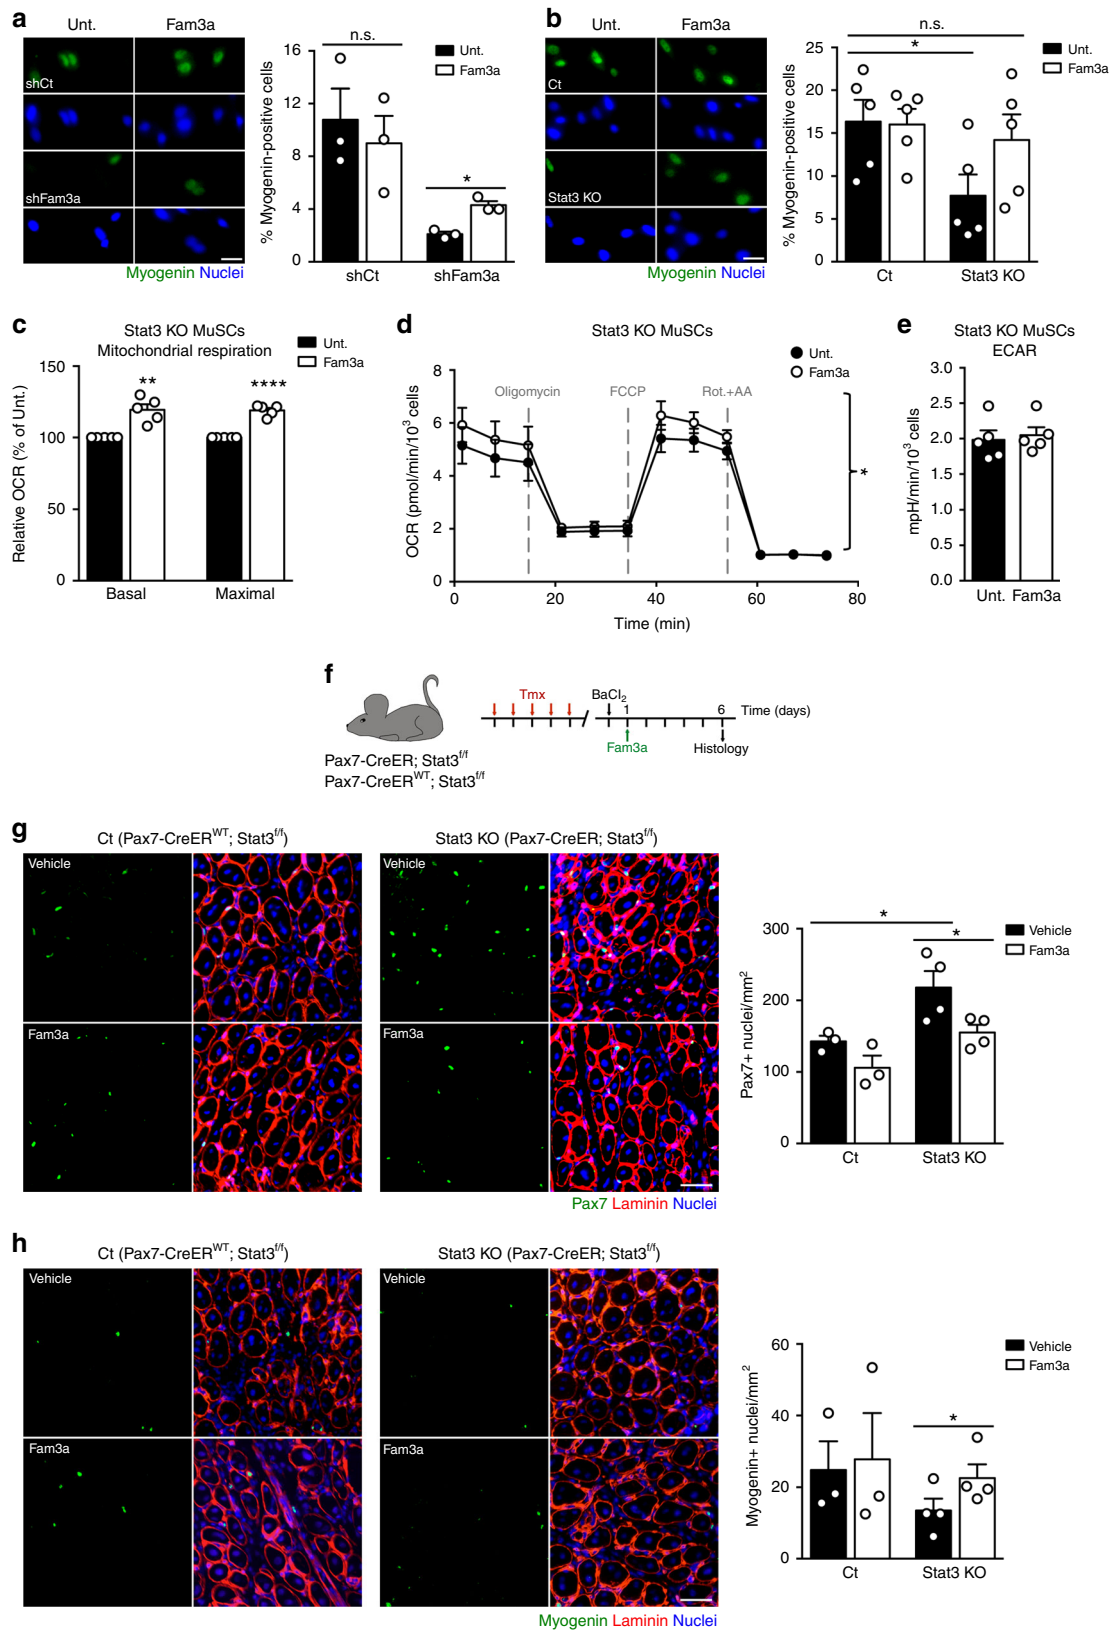 a
Unt. Fam3a
shCt
shFam3a
Myogenin Nuclei
% Myogenin-positive cells
16
12
8
4
0
n.s.
*
shCt shFam3a
Unt.
Fam3a
b
Unt. Fam3a
Ct
Stat3 KO
Myogenin Nuclei
% Myogenin-positive cells
25
20
15
10
5
0
n.s.
*
Ct Stat3 KO
Unt.
Fam3a
c
Stat3 KO MuSCs
Mitochondrial respiration
Unt.
Fam3a
Relative OCR (% of Unt.)
150
100
50
0
** ****
Basal Maximal
d
Stat3 KO MuSCs
Unt.
Fam3a
OCR (pmol/min/10³ cells)
8
6
4
2
0
Oligomycin FCCP Rot.+AA
*
0 20 40 60 80
Time (min)
e
Stat3 KO MuSCs
ECAR
mpH/min/10³ cells
3.0
2.5
2.0
1.5
1.0
0.5
0.0
Unt. Fam3a
f
Tmx BaCl₂
1 6 Time (days)
Fam3a Histology
Pax7-CreER; Stat3f/f
Pax7-CreERWT; Stat3f/f
g
Ct (Pax7-CreERWT; Stat3f/f) Stat3 KO (Pax7-CreER; Stat3f/f)
Vehicle Vehicle
Fam3a Fam3a
Pax7 Laminin Nuclei
Pax7+ nuclei/mm²
300
200
100
0
*
*
Ct Stat3 KO
Vehicle
Fam3a
h
Ct (Pax7-CreERWT; Stat3f/f) Stat3 KO (Pax7-CreER; Stat3f/f)
Vehicle Vehicle
Fam3a Fam3a
Myogenin Laminin Nuclei
Myogenin+ nuclei/mm²
60
40
20
0
*
Ct Stat3 KO
Vehicle
Fam3a